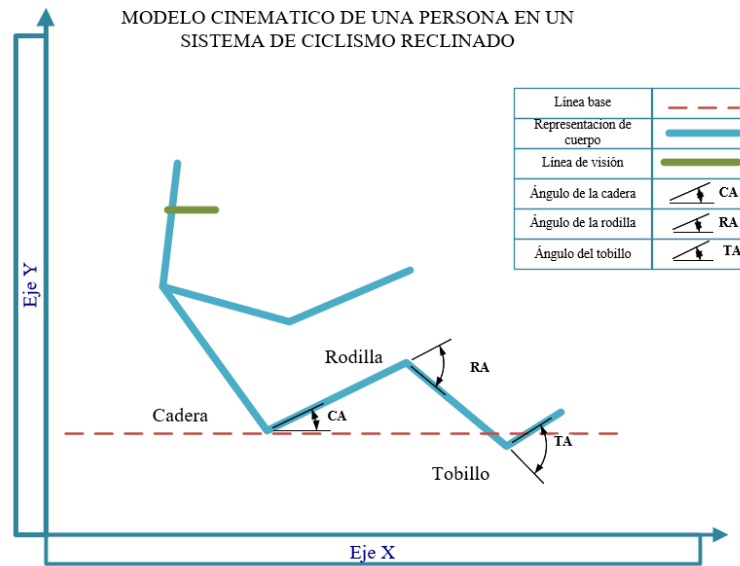 MODELO CINEMATICO DE UNA PERSONA EN UN
SISTEMA DE CICLISMO RECLINADO
Línea base
Representacion de
cuerpo
Línea de visión
Ángulo de la cadera
CA
Ángulo de la rodilla
RA
Ángulo del tobillo
TA
Eje Y
Rodilla
RA
Cadera
CA
TA
Tobillo
Eje X